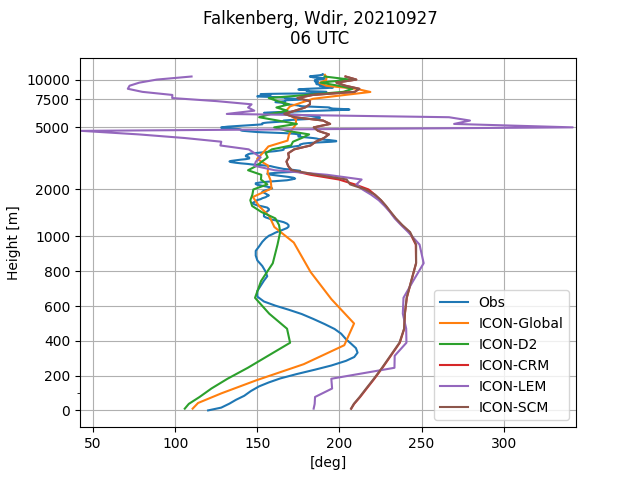 Falkenberg, Wdir, 20210927
06 UTC
10000
7500
5000
2000
1000
800
600
400
200
0
Height [m]
50
100
150
200
250
300
[deg]
Obs
ICON-Global
ICON-D2
ICON-CRM
ICON-LEM
ICON-SCM